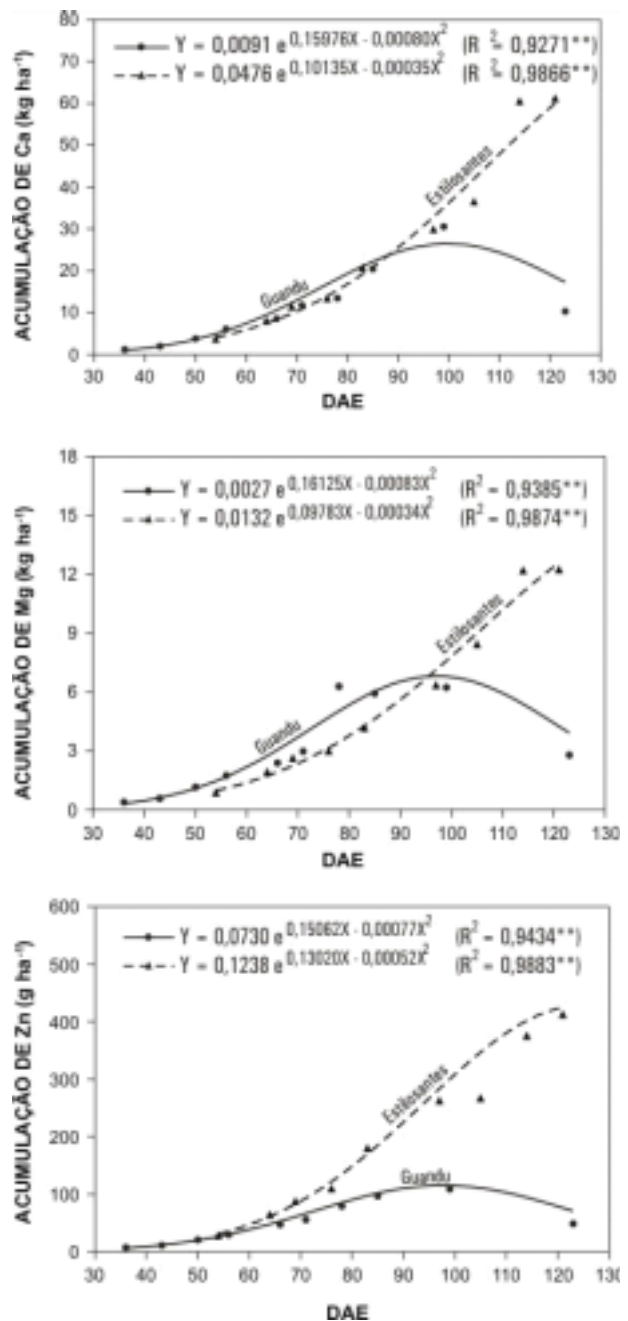 80
70
60
50
40
30
20
10
0
ACUMULAÇÃO DE Ca (kg ha⁻¹)
Y = 0,0091 e^0,15976X - 0,00080X² (R² = 0,9271**)
Y = 0,0476 e^0,10135X - 0,00035X² (R² = 0,9866**)
Estilosantes
Guandu
30 40 50 60 70 80 90 100 110 120 130
DAE
18
15
12
9
6
3
0
ACUMULAÇÃO DE Mg (kg ha⁻¹)
Y = 0,0027 e^0,16125X - 0,00083X² (R² = 0,9385**)
Y = 0,0132 e^0,09783X - 0,00034X² (R² = 0,9874**)
Estilosantes
Guandu
30 40 50 60 70 80 90 100 110 120 130
DAE
600
500
400
300
200
100
0
ACUMULAÇÃO DE Zn (g ha⁻¹)
Y = 0,0730 e^0,15062X - 0,00077X² (R² = 0,9434**)
Y = 0,1238 e^0,13020X - 0,00052X² (R² = 0,9883**)
Estilosantes
Guandu
30 40 50 60 70 80 90 100 110 120 130
DAE